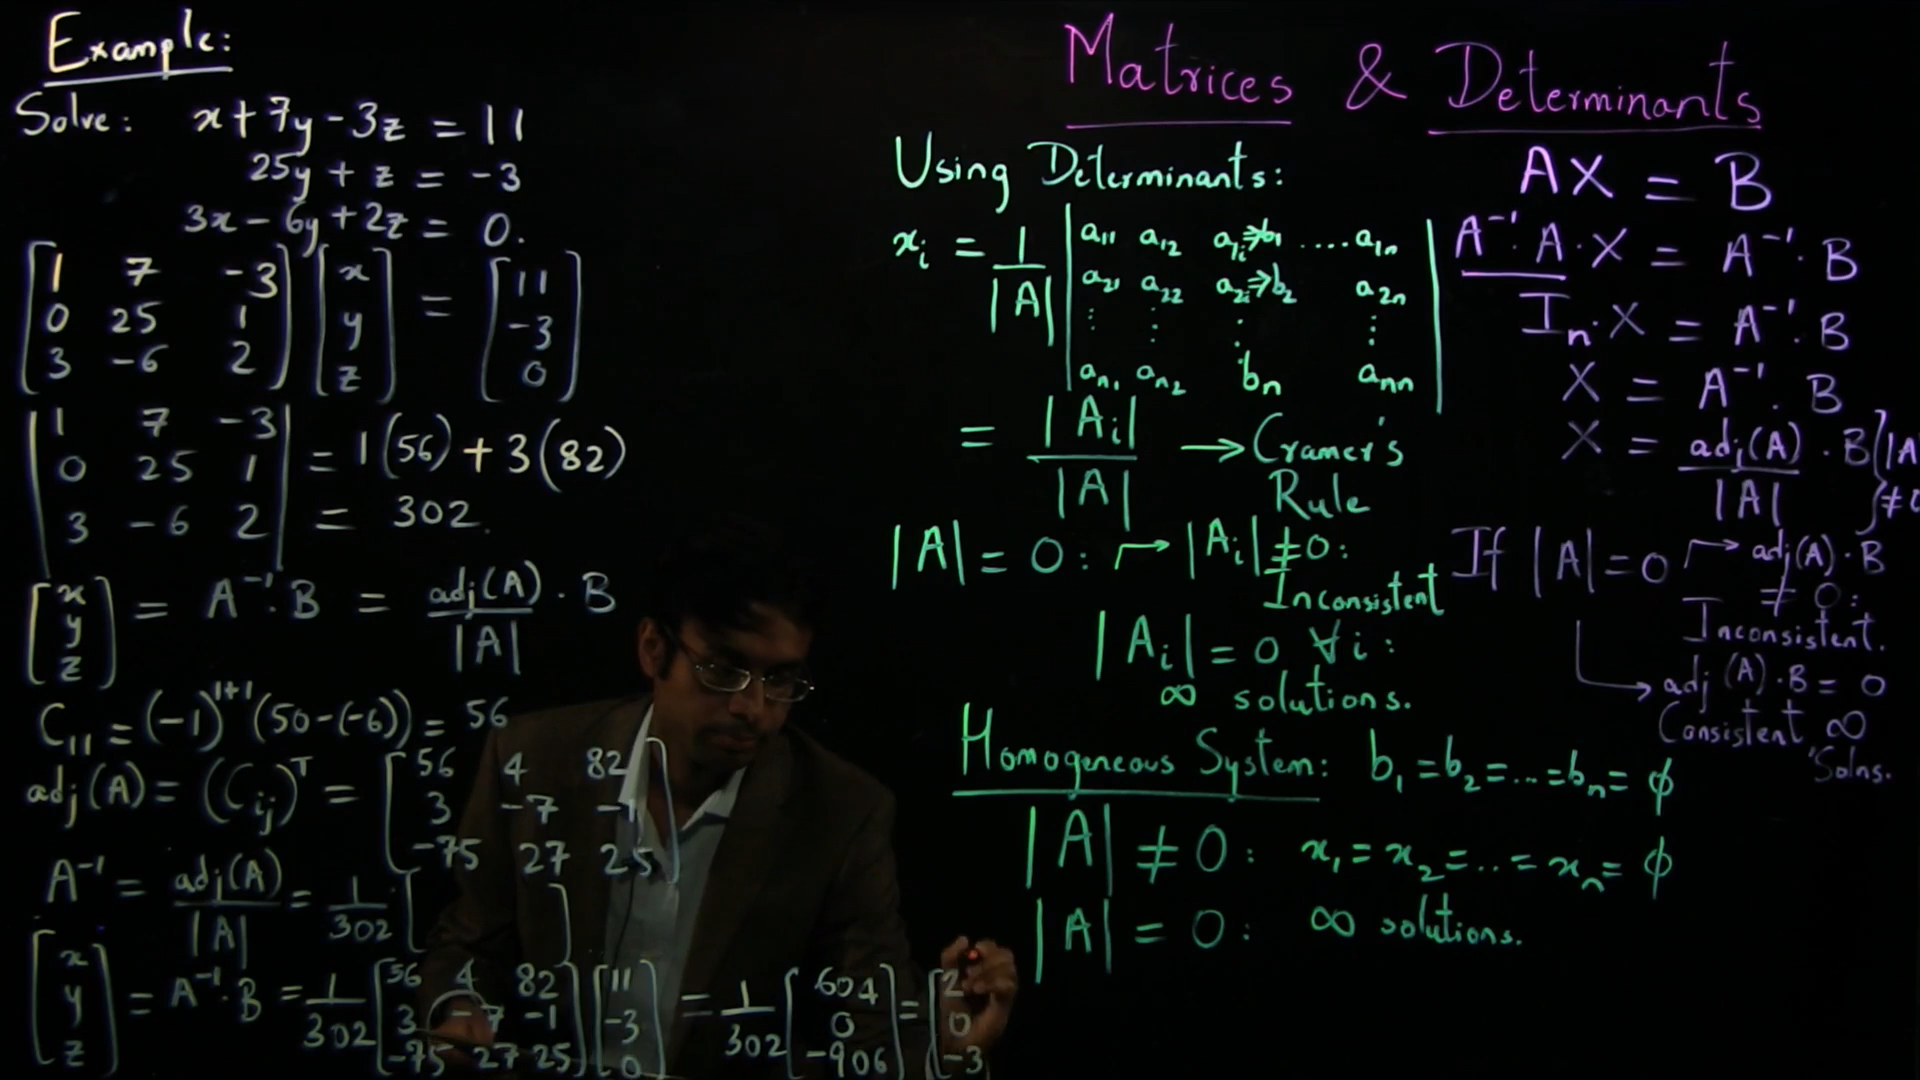 Example:
Solve: x+7y-3z = 11
25y + z = -3
3x - 6y + 2z = 0.
[1 7 -3] [x] = [11]
[0 25 1] [y] [-3]
[3 -6 2] [z] [0]
|1 7 -3|
|0 25 1| = 1(56) + 3(82)
|3 -6 2| = 302.
[x y z] = A⁻¹·B = adj(A)/|A| · B
C₁₁ = (-1)¹⁺¹ (50-(-6)) = 56
adj(A) = (Cᵢⱼ)ᵀ = [56 4 82]
[3 -7 -1]
[-75 27 25]
A⁻¹ = adj(A)/|A| = 1/302 [ ]
[x] [56 4 82] [11] [604] [2]
[y] = A⁻¹·B = 1/302 [3 -7 -1] [-3] = 1/302 [0] = [0]
[z] [-75 27 25] [0] [-906] [-3]
Matrices & Determinants
Using Determinants:
xᵢ = 1/|A| |a₁₁ a₁₂ a₁ᵢ⇒b₁ .... a₁ₙ|
|a₂₁ a₂₂ a₂ᵢ⇒b₂ a₂ₙ|
|⋮ ⋮ ⋮ ⋮|
|aₙ₁ aₙ₂ bₙ aₙₙ|
= |Aᵢ|/|A| → Cramer's
Rule
|A| = 0: → |Aᵢ| ≠ 0:
Inconsistent
|Aᵢ| = 0 ∀i:
∞ solutions.
Homogeneous System: b₁ = b₂ = ... = bₙ = ϕ
|A| ≠ 0: x₁ = x₂ = .. = xₙ = ϕ
|A| = 0: ∞ solutions.
AX = B
A⁻¹·A·X = A⁻¹·B
Iₙ·X = A⁻¹·B
X = A⁻¹·B
X = adj(A)/|A| · B } |A| ≠ 0
If |A| = 0 → adj(A)·B
≠ 0:
Inconsistent.
→ adj(A)·B = 0
Consistent ∞
Solns.